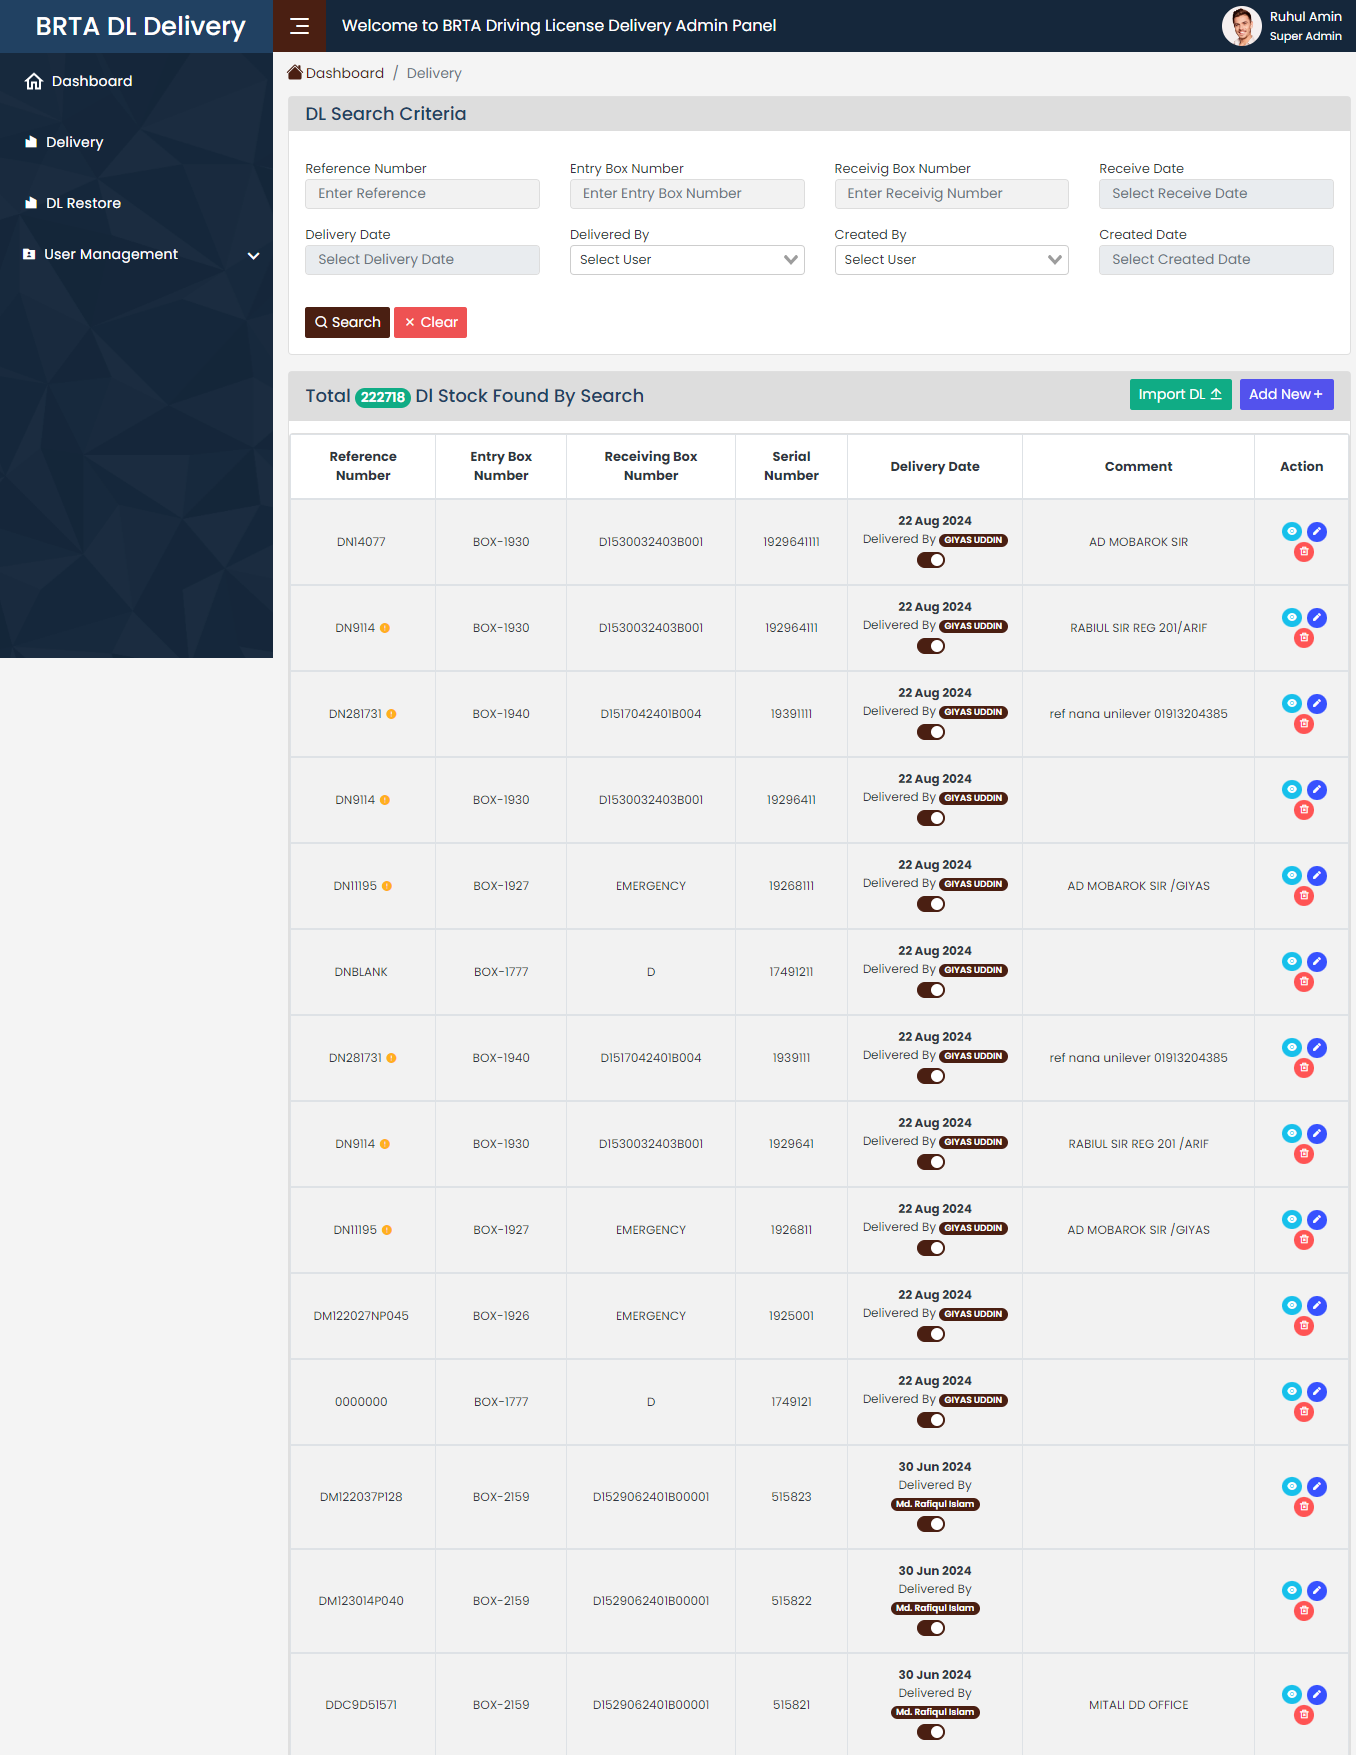 BRTA DL Delivery
Welcome to BRTA Driving License Delivery Admin Panel
Ruhul Amin
Super Admin
Dashboard
Delivery
DL Restore
User Management
Dashboard / Delivery
DL Search Criteria
Reference Number
Entry Box Number
Receivig Box Number
Receive Date
Enter Reference
Enter Entry Box Number
Enter Receivig Number
Select Receive Date
Delivery Date
Delivered By
Created By
Created Date
Select Delivery Date
Select User
Select User
Select Created Date
Search
Clear
Total 222718 Dl Stock Found By Search
Import DL
Add New+
Reference Number
Entry Box Number
Receiving Box Number
Serial Number
Delivery Date
Comment
Action
DN14077 BOX-1930 D1530032403B001 1929641111 22 Aug 2024 Delivered By GIYAS UDDIN AD MOBAROK SIR
DN9114 BOX-1930 D1530032403B001 192964111 22 Aug 2024 Delivered By GIYAS UDDIN RABIUL SIR REG 201/ARIF
DN281731 BOX-1940 D1517042401B004 19391111 22 Aug 2024 Delivered By GIYAS UDDIN ref nana unilever 01913204385
DN9114 BOX-1930 D1530032403B001 19296411 22 Aug 2024 Delivered By GIYAS UDDIN
DN11195 BOX-1927 EMERGENCY 19268111 22 Aug 2024 Delivered By GIYAS UDDIN AD MOBAROK SIR /GIYAS
DNBLANK BOX-1777 D 17491211 22 Aug 2024 Delivered By GIYAS UDDIN
DN281731 BOX-1940 D1517042401B004 1939111 22 Aug 2024 Delivered By GIYAS UDDIN ref nana unilever 01913204385
DN9114 BOX-1930 D1530032403B001 1929641 22 Aug 2024 Delivered By GIYAS UDDIN RABIUL SIR REG 201 /ARIF
DN11195 BOX-1927 EMERGENCY 1926811 22 Aug 2024 Delivered By GIYAS UDDIN AD MOBAROK SIR /GIYAS
DM122027NP045 BOX-1926 EMERGENCY 1925001 22 Aug 2024 Delivered By GIYAS UDDIN
0000000 BOX-1777 D 1749121 22 Aug 2024 Delivered By GIYAS UDDIN
DM122037P128 BOX-2159 D1529062401B00001 515823 30 Jun 2024 Delivered By Md. Rafiqul Islam
DM123014P040 BOX-2159 D1529062401B00001 515822 30 Jun 2024 Delivered By Md. Rafiqul Islam
DDC9D51571 BOX-2159 D1529062401B00001 515821 30 Jun 2024 Delivered By Md. Rafiqul Islam MITALI DD OFFICE